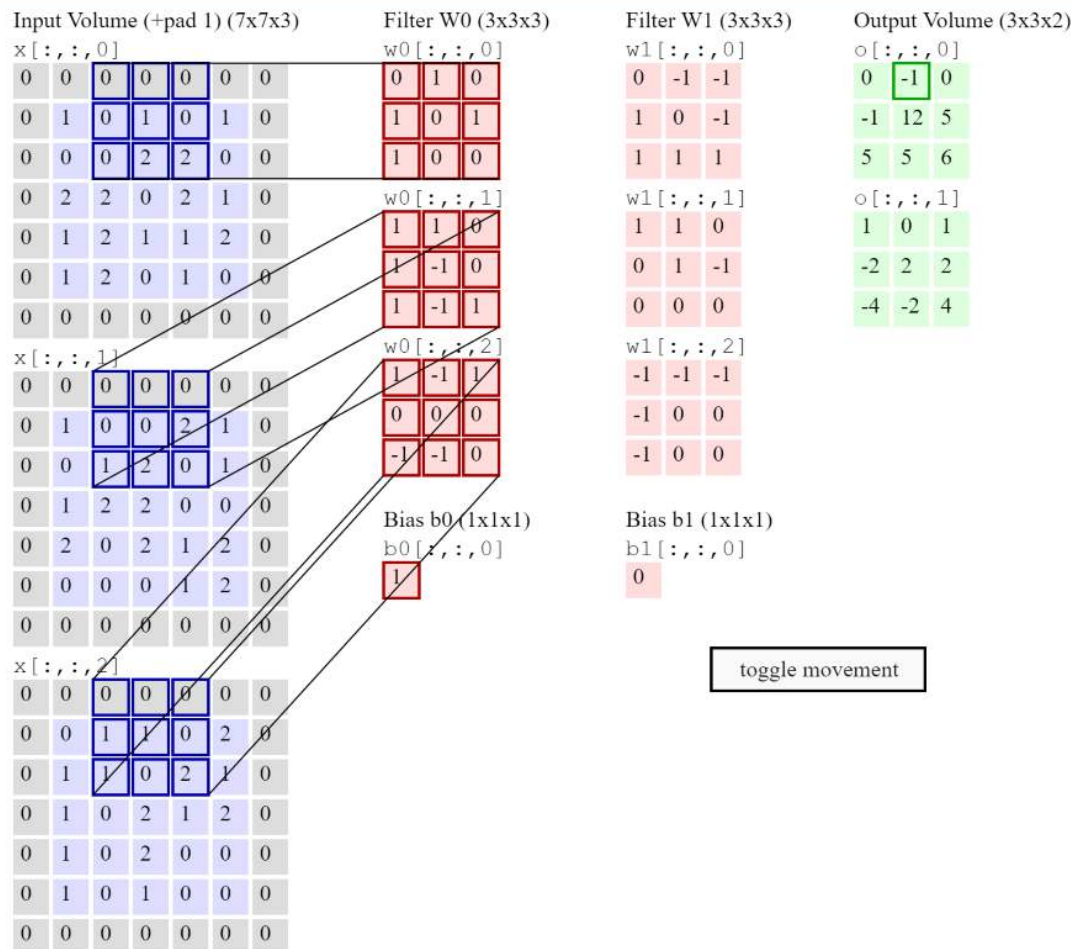 Input Volume (+pad 1) (7x7x3)
x[:,:,0]
0 0 0 0 0 0 0
0 1 0 1 0 1 0
0 0 0 2 2 0 0
0 2 2 0 2 1 0
0 1 2 1 1 2 0
0 1 2 0 1 0 0
0 0 0 0 0 0 0
x[:,:,1]
0 0 0 0 0 0 0
0 1 0 0 2 1 0
0 0 1 2 0 1 0
0 1 2 2 0 0 0
0 2 0 2 1 2 0
0 0 0 0 1 2 0
0 0 0 0 0 0 0
x[:,:,2]
0 0 0 0 0 0 0
0 0 1 1 0 2 0
0 1 1 0 2 1 0
0 1 0 2 1 2 0
0 1 0 2 0 0 0
0 1 0 1 0 0 0
0 0 0 0 0 0 0
Filter W0 (3x3x3)
w0[:,:,0]
0 1 0
1 0 1
1 0 0
w0[:,:,1]
1 1 0
1 -1 0
1 -1 1
w0[:,:,2]
1 -1 1
0 0 0
-1 -1 0
Bias b0 (1x1x1)
b0[:,:,0]
1
Filter W1 (3x3x3)
w1[:,:,0]
0 -1 -1
1 0 -1
1 1 1
w1[:,:,1]
1 1 0
0 1 -1
0 0 0
w1[:,:,2]
-1 -1 -1
-1 0 0
-1 0 0
Bias b1 (1x1x1)
b1[:,:,0]
0
Output Volume (3x3x2)
o[:,:,0]
0 -1 0
-1 12 5
5 5 6
o[:,:,1]
1 0 1
-2 2 2
-4 -2 4
toggle movement